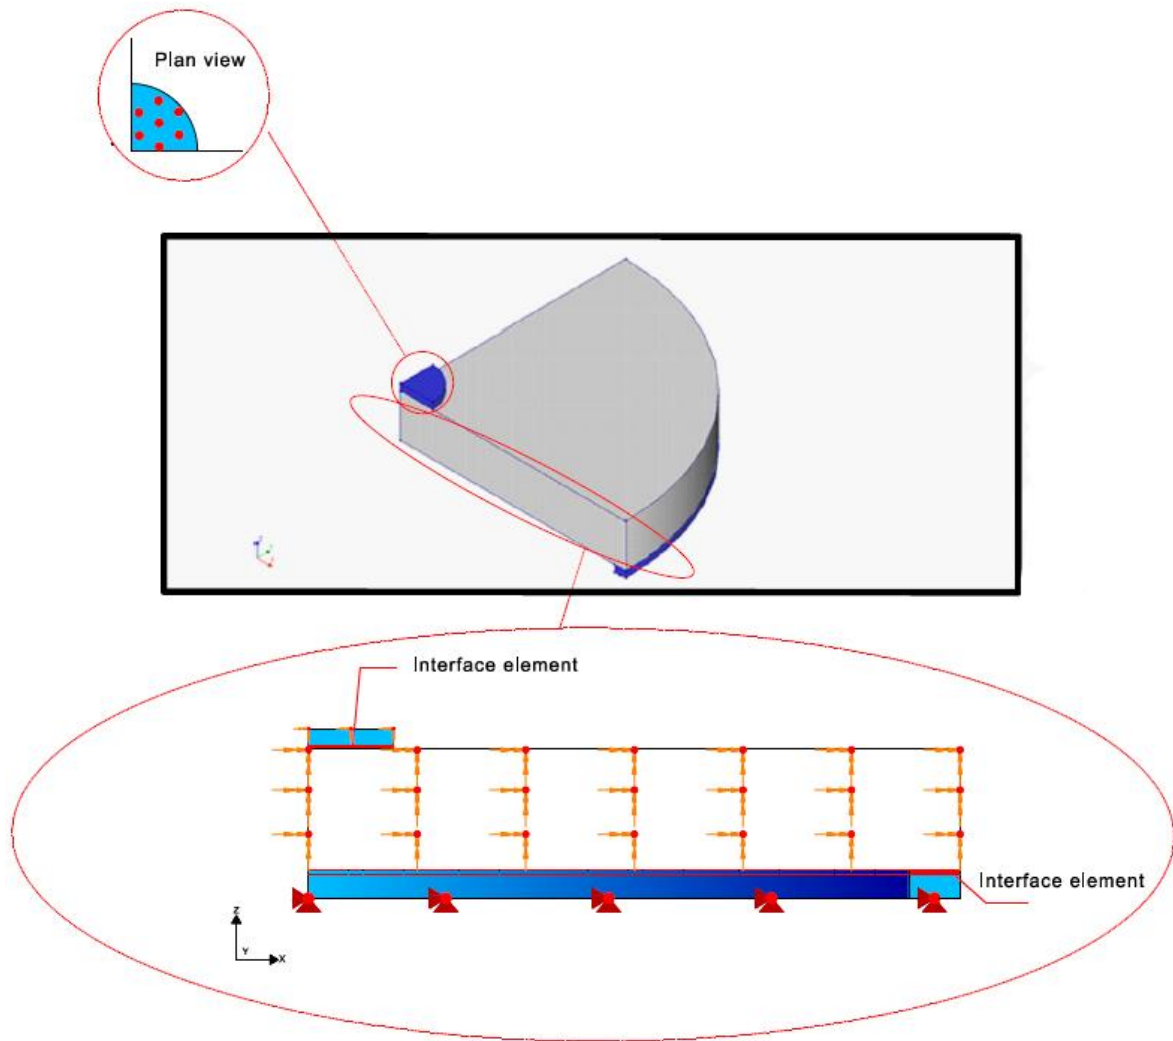 Plan view
Interface element
Interface element
Z
Y
X